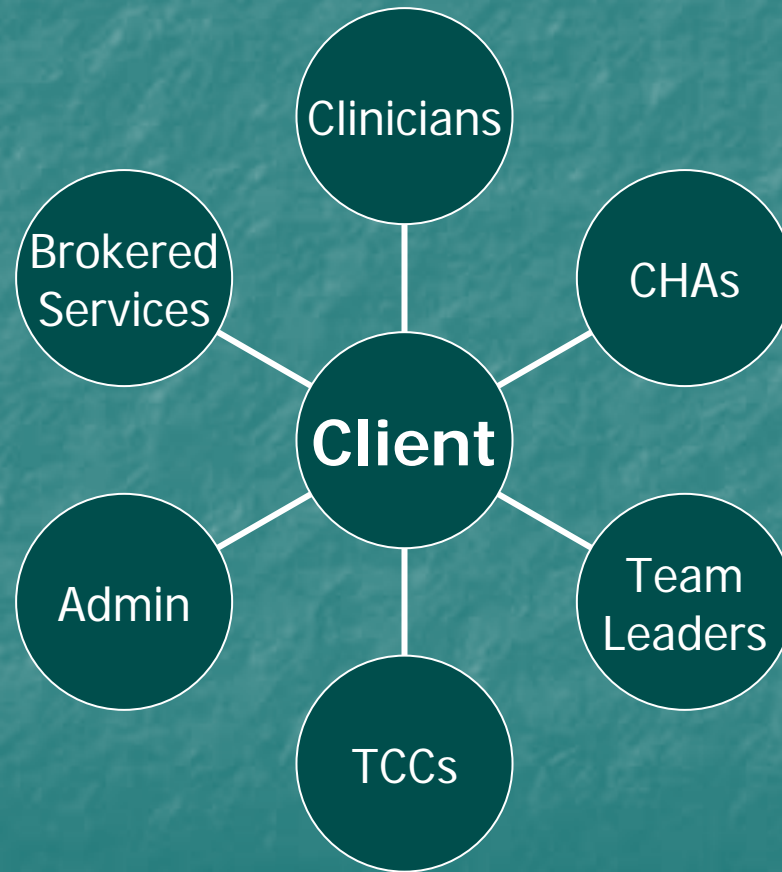 Clinicians
Brokered
Services
CHAs
Client
Admin
Team
Leaders
TCCs